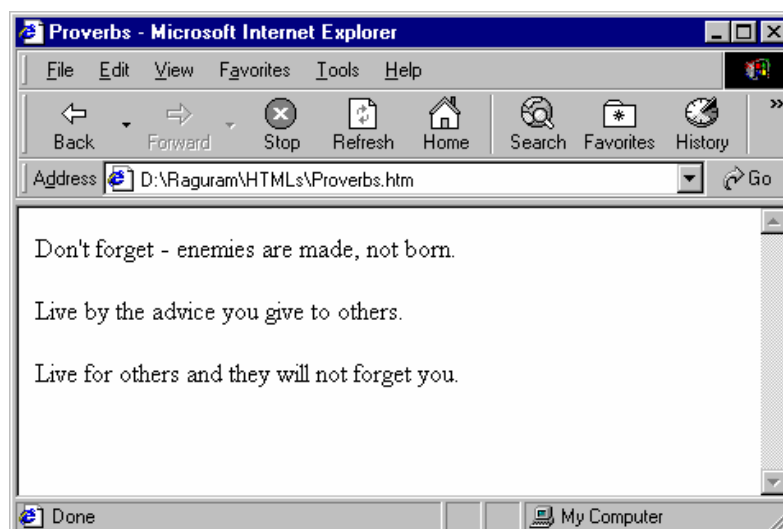 Proverbs - Microsoft Internet Explorer
File Edit View Favorites Tools Help
Back Forward Stop Refresh Home Search Favorites History »
Address D:\Raguram\HTMLs\Proverbs.htm Go
Don't forget - enemies are made, not born.
Live by the advice you give to others.
Live for others and they will not forget you.
Done My Computer